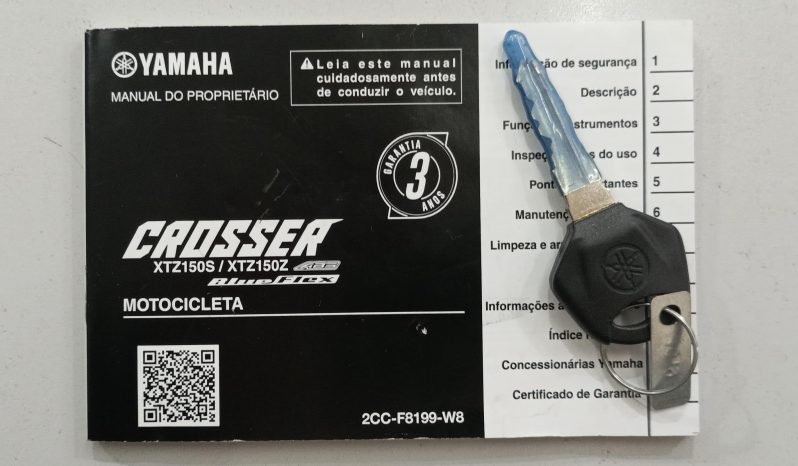 YAMAHA
MANUAL DO PROPRIETÁRIO
Leia este manual
cuidadosamente antes
de conduzir o veículo.
GARANTIA
3
ANOS
CROSSER
XTZ150S / XTZ150Z ABS
BlueFlex
MOTOCICLETA
2CC-F8199-W8
de segurança 1
Descrição 2
3
do uso 4
5
6
Limpeza e
Informações
Índice
Concessionárias Yamaha
Certificado de Garantia